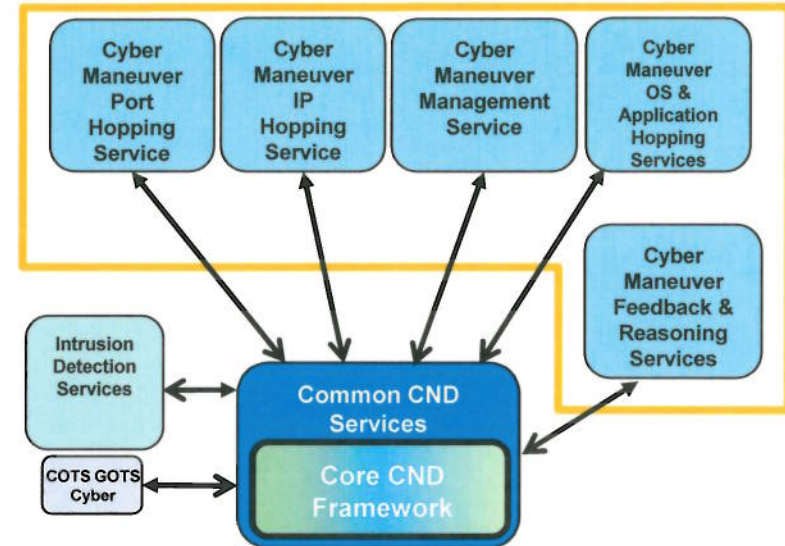 Cyber
Maneuver
Port
Hopping
Service
Cyber
Maneuver
IP
Hopping
Service
Cyber
Maneuver
Management
Service
Cyber
Maneuver
OS &
Application
Hopping
Services
Cyber
Maneuver
Feedback &
Reasoning
Services
Intrusion
Detection
Services
Common CND
Services
COTS GOTS
Cyber
Core CND
Framework